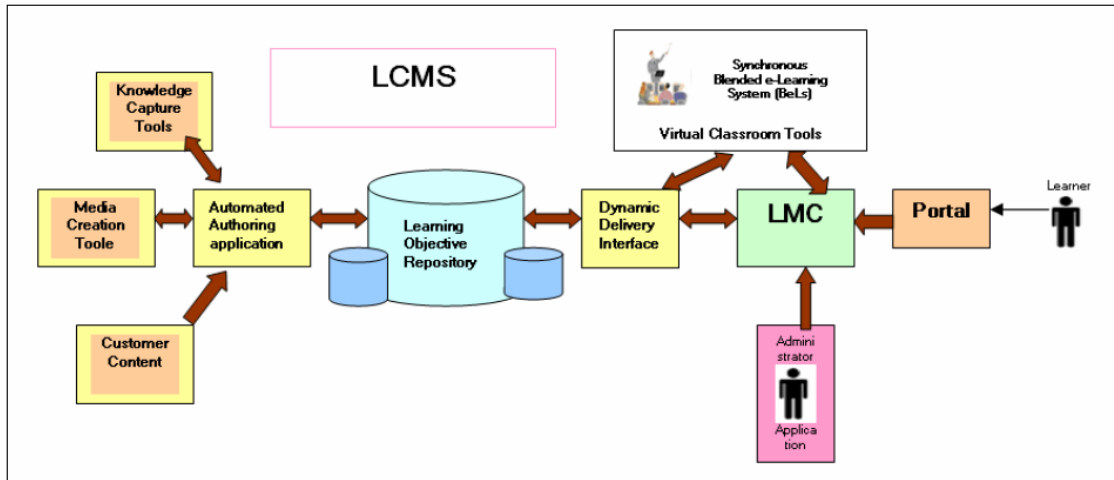 LCMS
Synchronous
Blended e-Learning
System (BeLs)
Virtual Classroom Tools
Knowledge
Capture
Tools
Media
Creation
Toole
Automated
Authoring
application
Learning
Objective
Repository
Dynamic
Delivery
Interface
LMC
Portal
Learner
Customer
Content
Admini
strator
Applica
tion